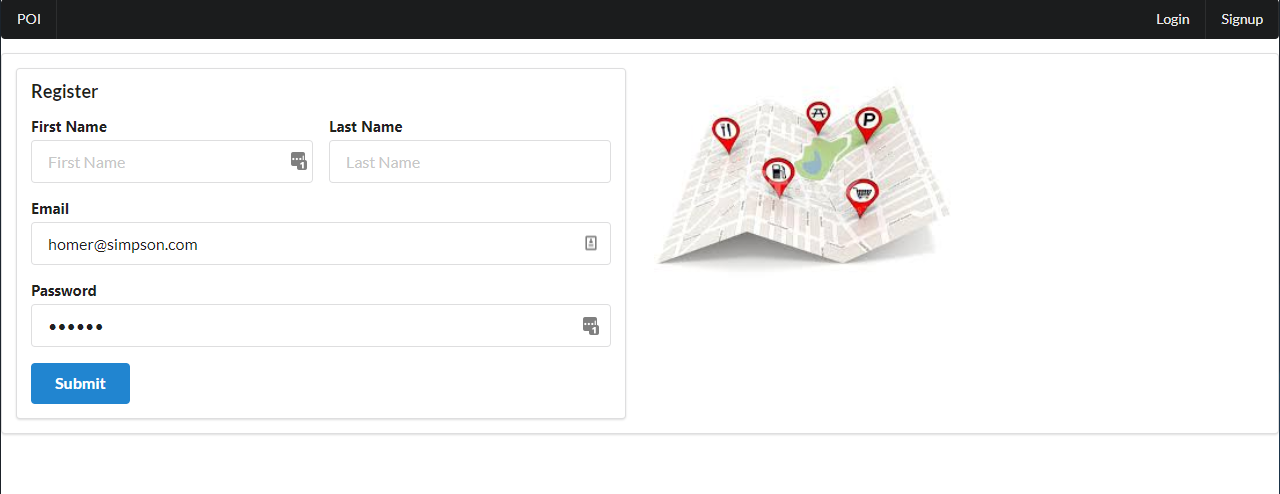 POI Login Signup
Register
First Name Last Name
First Name Last Name
Email
homer@simpson.com
Password
••••••
Submit
P